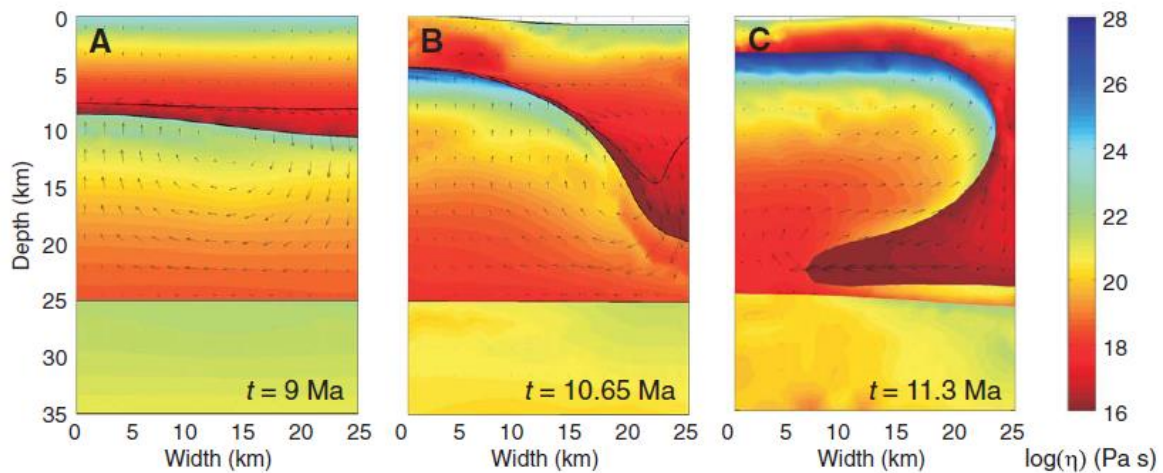 A
B
C
0
5
10
15
20
25
30
35
Depth (km)
t = 9 Ma
t = 10.65 Ma
t = 11.3 Ma
0 5 10 15 20 25
0 5 10 15 20 25
0 5 10 15 20 25
Width (km)
Width (km)
Width (km)
28
26
24
22
20
18
16
log(η) (Pa s)